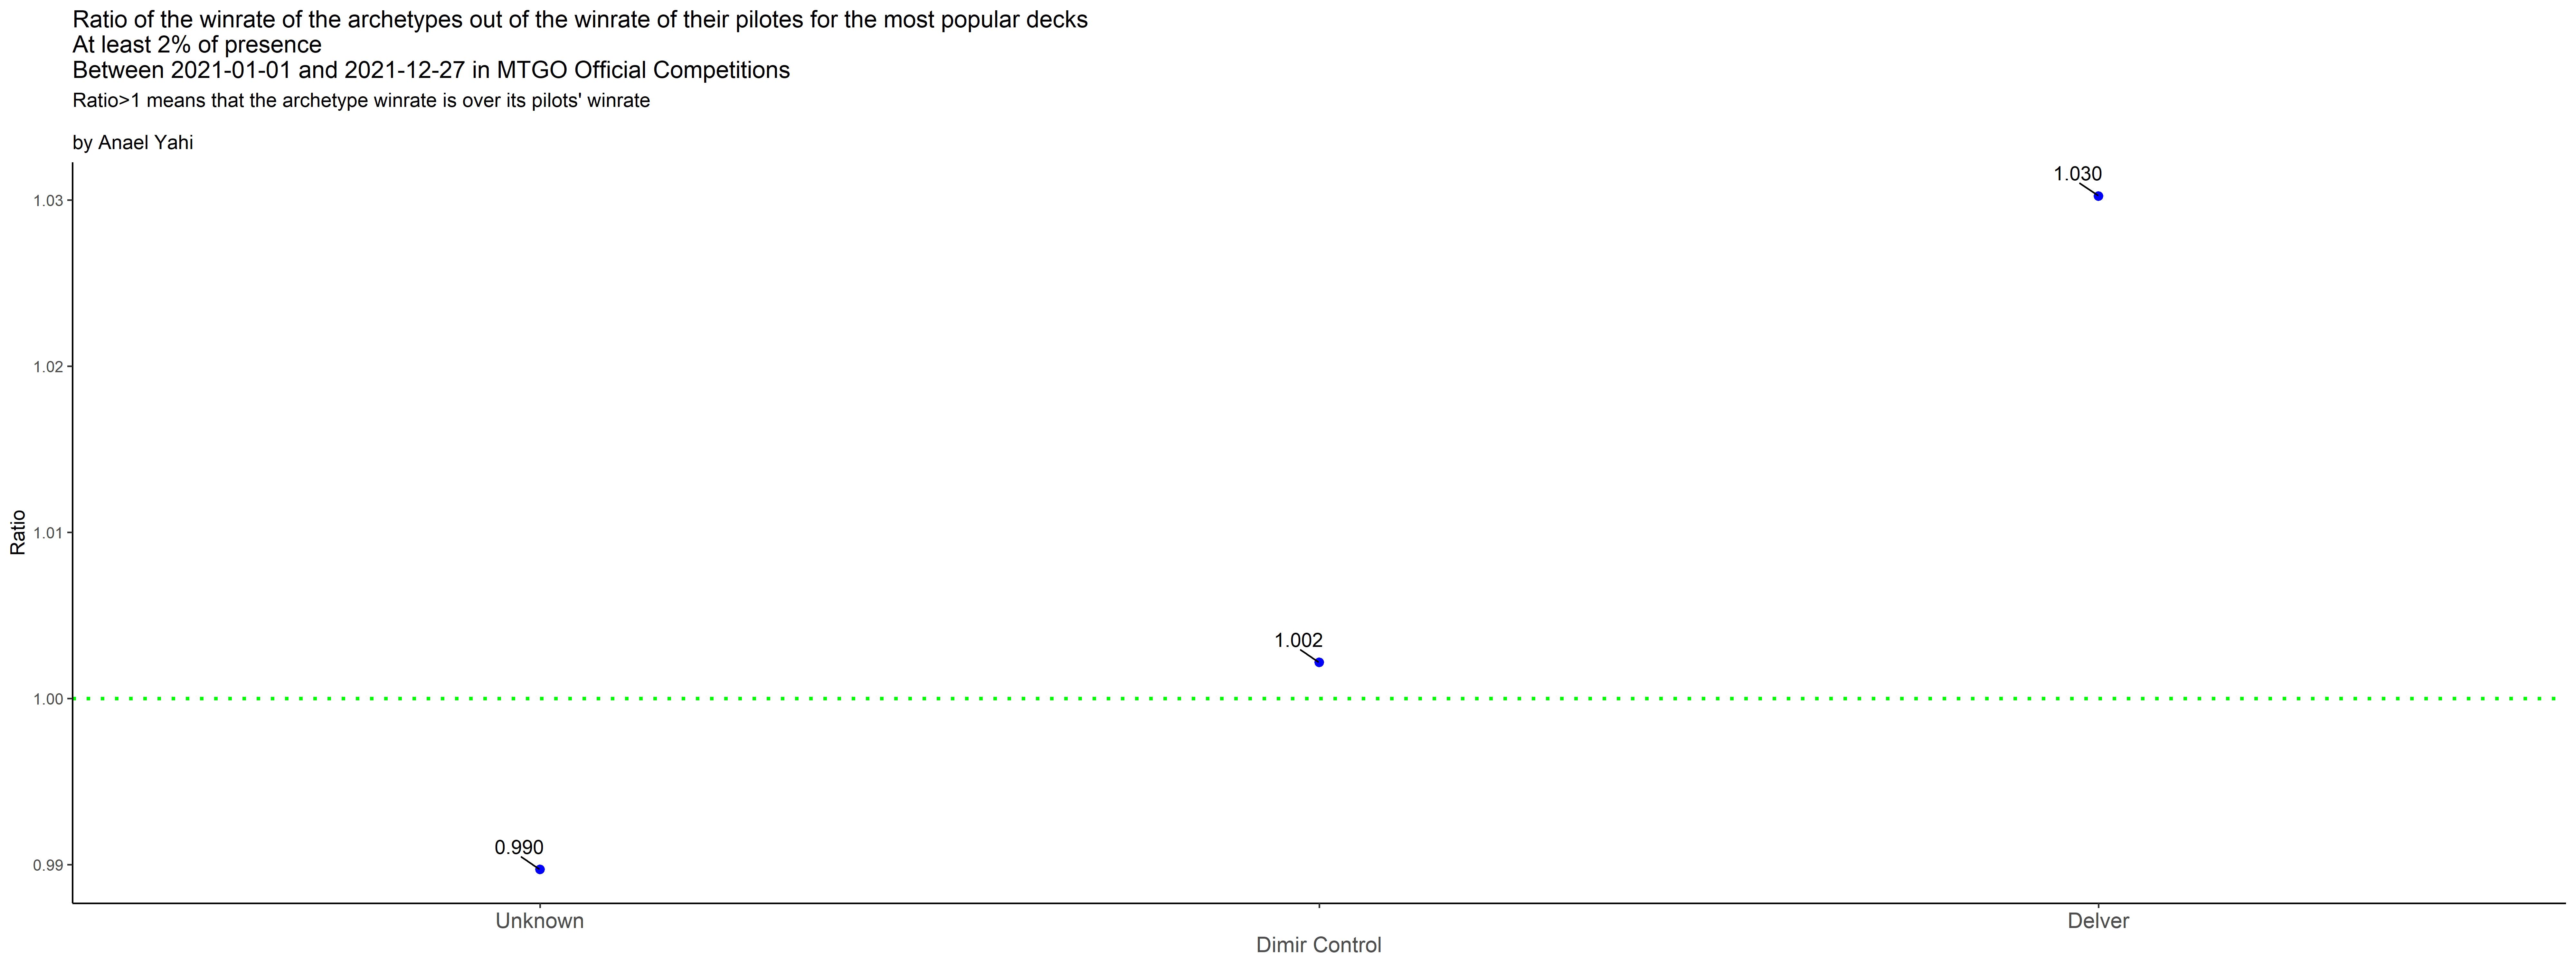 Ratio of the winrate of the archetypes out of the winrate of their pilotes for the most popular decks
At least 2% of presence
Between 2021-01-01 and 2021-12-27 in MTGO Official Competitions
Ratio>1 means that the archetype winrate is over its pilots' winrate
by Anael Yahi
1.030
1.03
1.02
Ratio
1.01
1.002
1.00
0.990
0.99
Unknown
Dimir Control
Delver